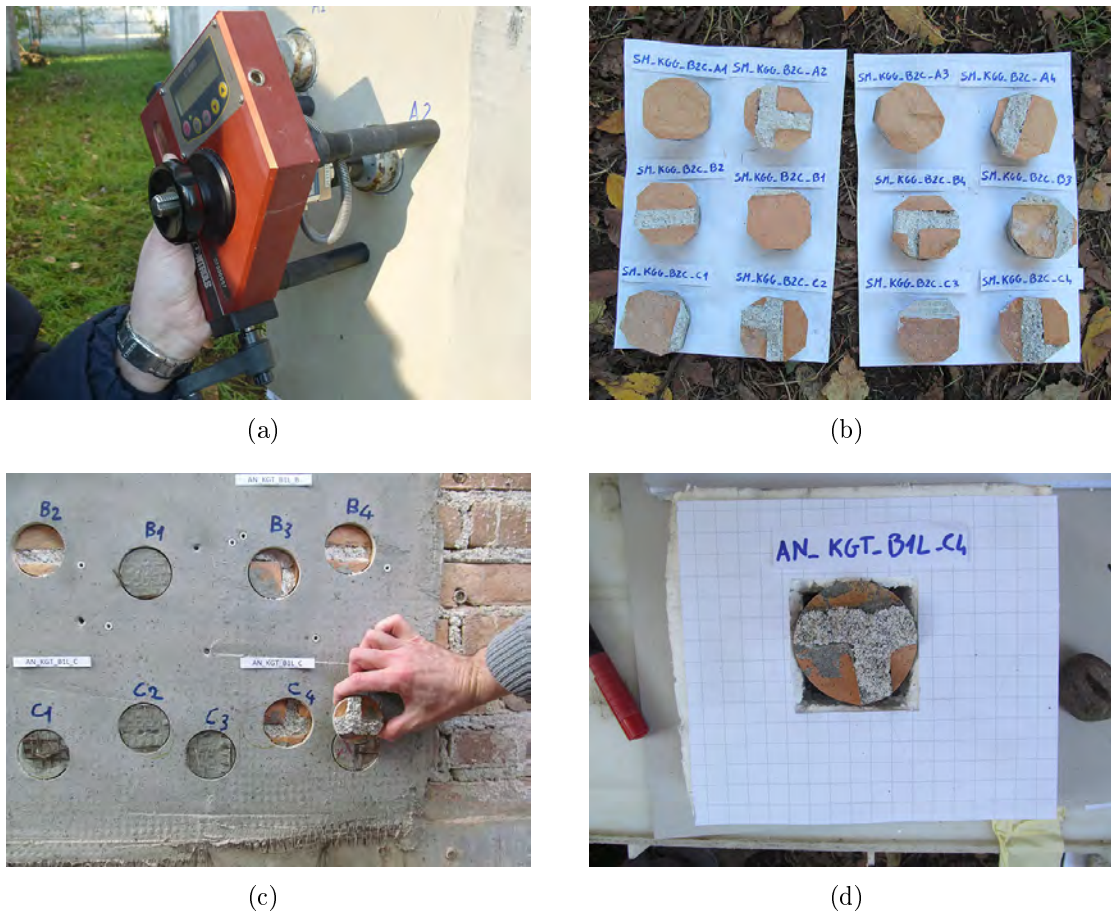 A2
(a)
SM_KGG_B2C_A1 SM_KGG_B2C_A2
SM_KGG_B2C_B2 SM_KGG_B2C_B1
SM_KGG_B2C_C1 SM_KGG_B2C_C2
SM_KGG_B2C_A3 SM_KGG_B2C_A4
SM_KGG_B2C_B4 SM_KGG_B2C_B3
SM_KGG_B2C_C3 SM_KGG_B2C_C4
(b)
AN_KGT_B1L_B
B2 B1 B3 B4
AN_KGT_B1L_C AN_KGT_B1L_C
C1 C2 C3 C4
(c)
AN_KGT_B1L_C4
(d)